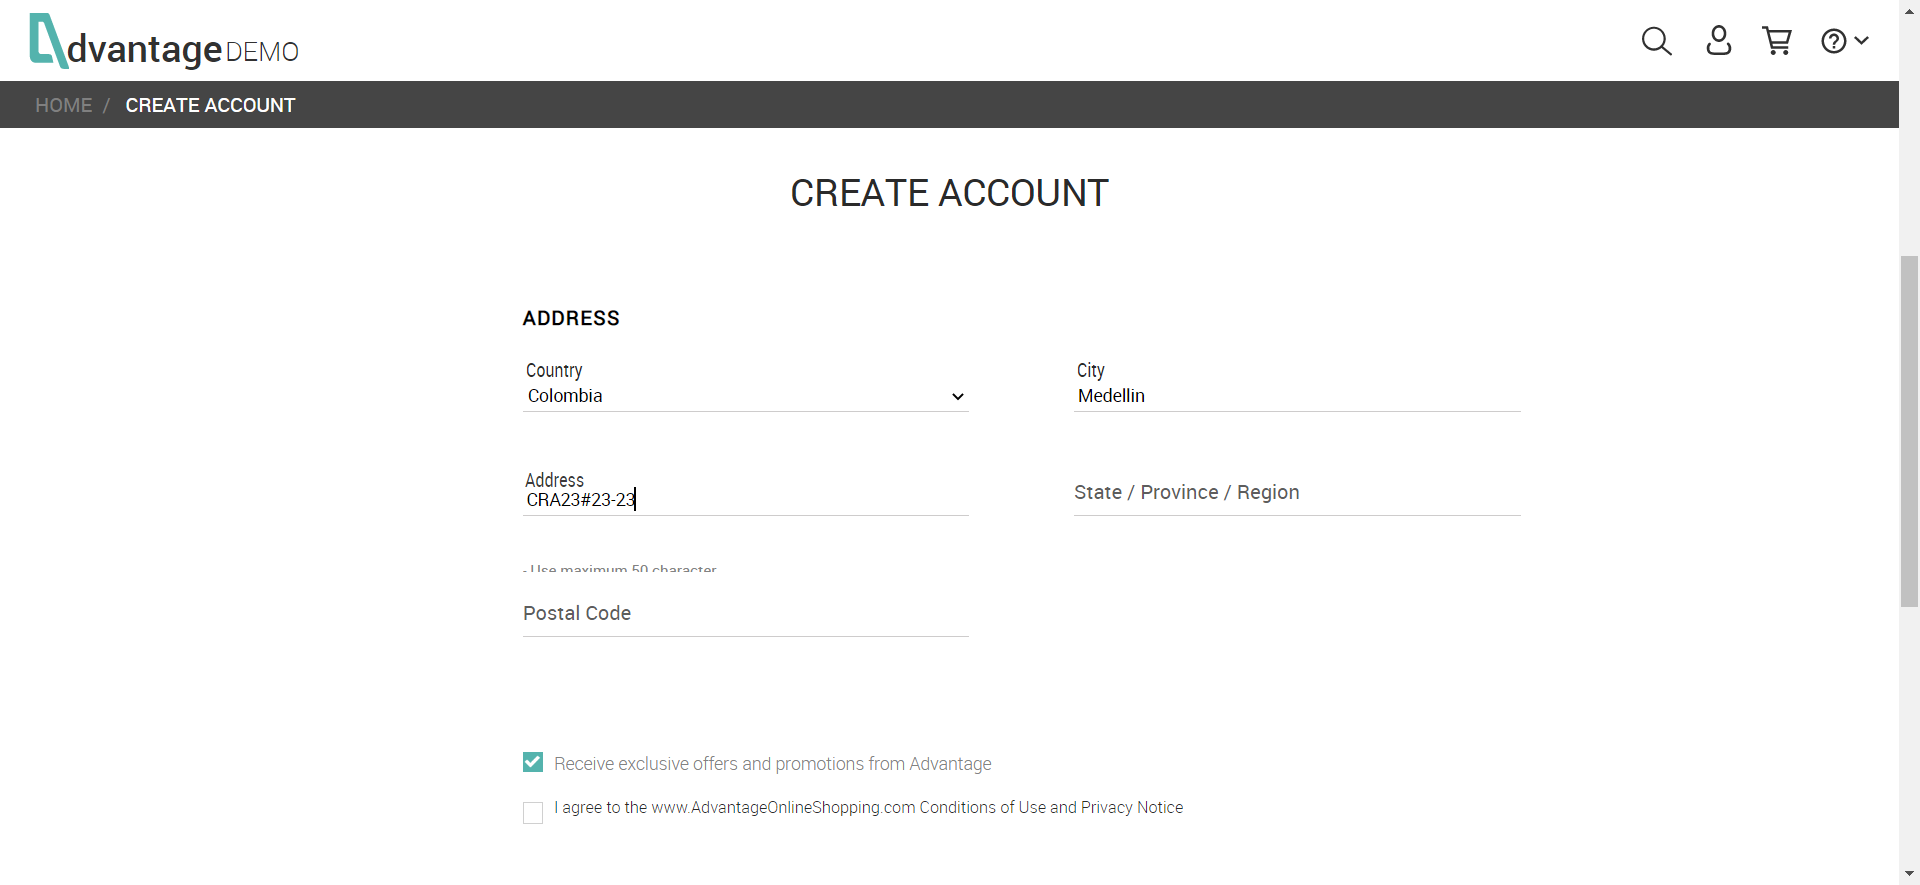 dvantage DEMO
HOME / CREATE ACCOUNT
CREATE ACCOUNT
ADDRESS
Country
Colombia
City
Medellin
Address
CRA23#23-23
State / Province / Region
- Use maximum 50 character
Postal Code
Receive exclusive offers and promotions from Advantage
I agree to the www.AdvantageOnlineShopping.com Conditions of Use and Privacy Notice